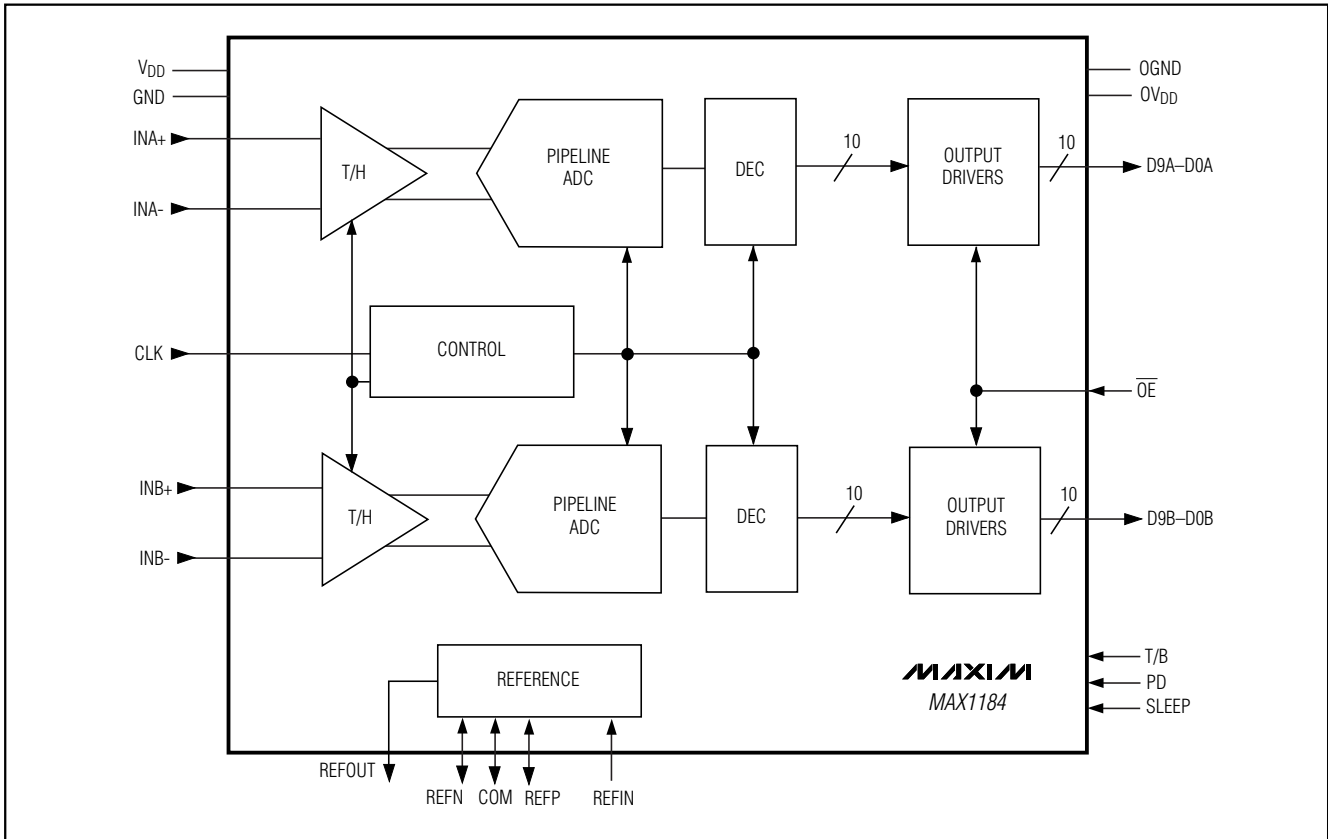 VDD
GND
INA+
INA-
T/H
PIPELINE
ADC
DEC
10
OUTPUT
DRIVERS
10
OGND
OVDD
D9A–D0A
CLK
CONTROL
OE
INB+
INB-
T/H
PIPELINE
ADC
DEC
10
OUTPUT
DRIVERS
10
D9B–D0B
REFERENCE
MAXIM
MAX1184
T/B
PD
SLEEP
REFOUT
REFN
COM
REFP
REFIN